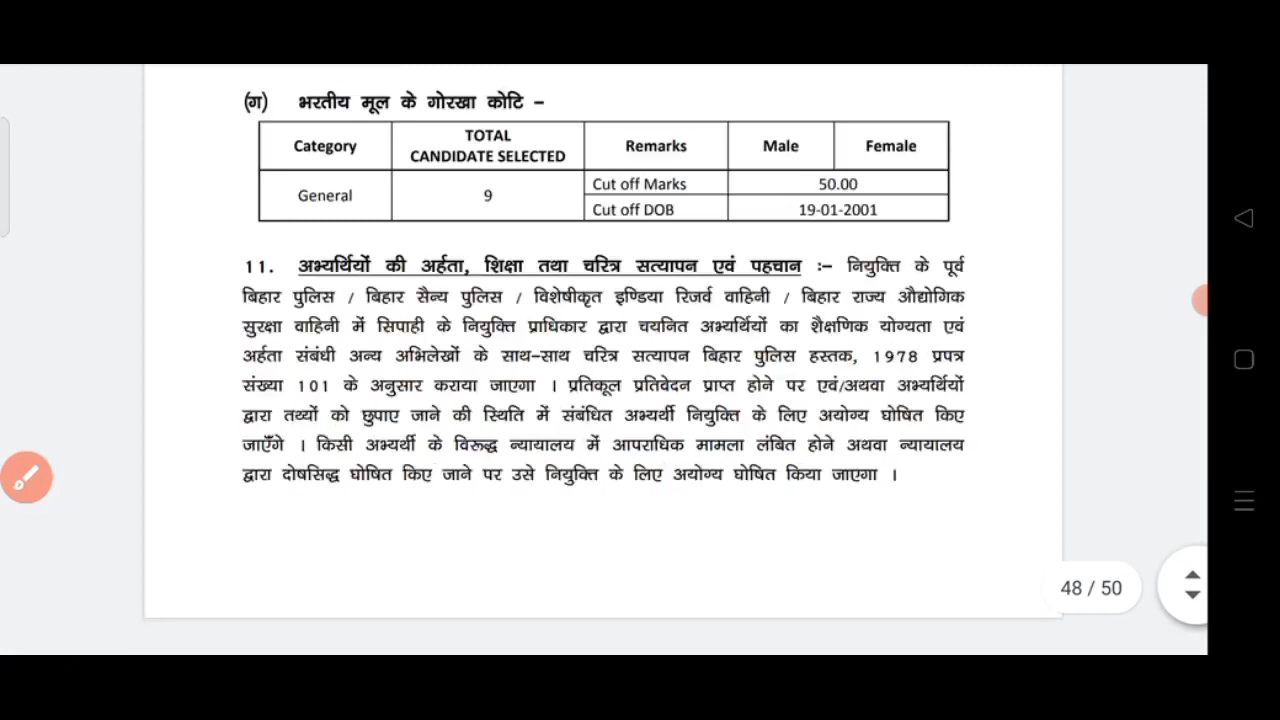 (ग) भरतीय मूल के गोरखा कोटि –
Category TOTAL CANDIDATE SELECTED Remarks Male Female
General 9 Cut off Marks 50.00
Cut off DOB 19-01-2001
11. अभ्यर्थियों की अर्हता, शिक्षा तथा चरित्र सत्यापन एवं पहचान :– नियुक्ति के पूर्व
बिहार पुलिस / बिहार सैन्य पुलिस / विशेषीकृत इण्डिया रिजर्व वाहिनी / बिहार राज्य औद्योगिक
सुरक्षा वाहिनी में सिपाही के नियुक्ति प्राधिकार द्वारा चयनित अभ्यर्थियों का शैक्षणिक योग्यता एवं
अर्हता संबंधी अन्य अभिलेखों के साथ–साथ चरित्र सत्यापन बिहार पुलिस हस्तक, 1978 प्रपत्र
संख्या 101 के अनुसार कराया जाएगा । प्रतिकूल प्रतिवेदन प्राप्त होने पर एवं/अथवा अभ्यर्थियों
द्वारा तथ्यों को छुपाए जाने की स्थिति में संबंधित अभ्यर्थी नियुक्ति के लिए अयोग्य घोषित किए
जाएँगे । किसी अभ्यर्थी के विरूद्ध न्यायालय में आपराधिक मामला लंबित होने अथवा न्यायालय
द्वारा दोषसिद्ध घोषित किए जाने पर उसे नियुक्ति के लिए अयोग्य घोषित किया जाएगा ।
48 / 50